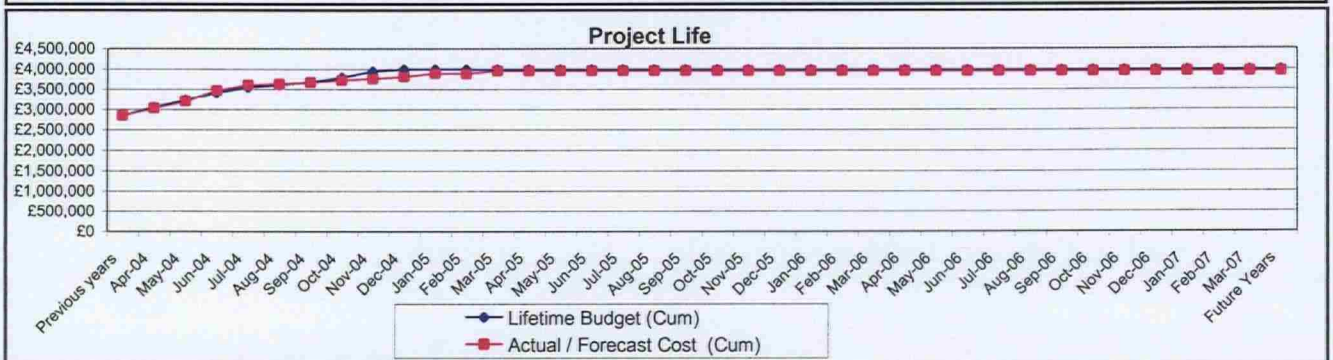 Project Life
£4,500,000
£4,000,000
£3,500,000
£3,000,000
£2,500,000
£2,000,000
£1,500,000
£1,000,000
£500,000
£0
Previous years
Apr-04
May-04
Jun-04
Jul-04
Aug-04
Sep-04
Oct-04
Nov-04
Dec-04
Jan-05
Feb-05
Mar-05
Apr-05
May-05
Jun-05
Jul-05
Aug-05
Sep-05
Oct-05
Nov-05
Dec-05
Jan-06
Feb-06
Mar-06
Apr-06
May-06
Jun-06
Jul-06
Aug-06
Sep-06
Oct-06
Nov-06
Dec-06
Jan-07
Feb-07
Mar-07
Future Years
Lifetime Budget (Cum)
Actual / Forecast Cost (Cum)